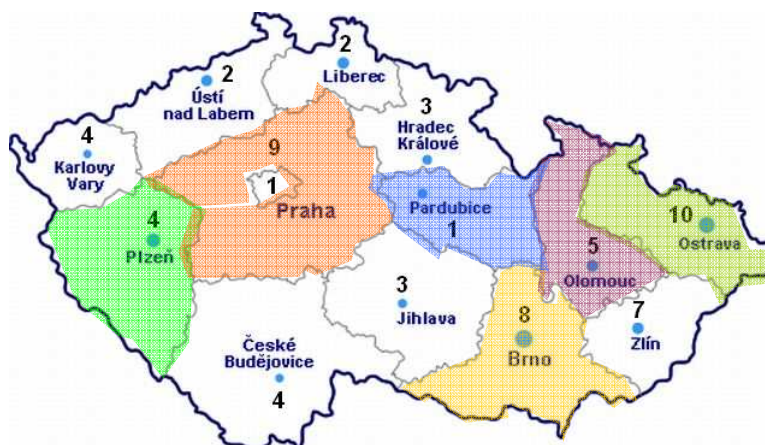 2
Liberec
2
Ústí
nad Labem
3
Hradec
Králové
4
Karlovy
Vary
9
1
Praha
Pardubice
1
4
Plzeň
10
Ostrava
5
Olomouc
3
Jihlava
8
Brno
7
Zlín
České
Budějovice
4